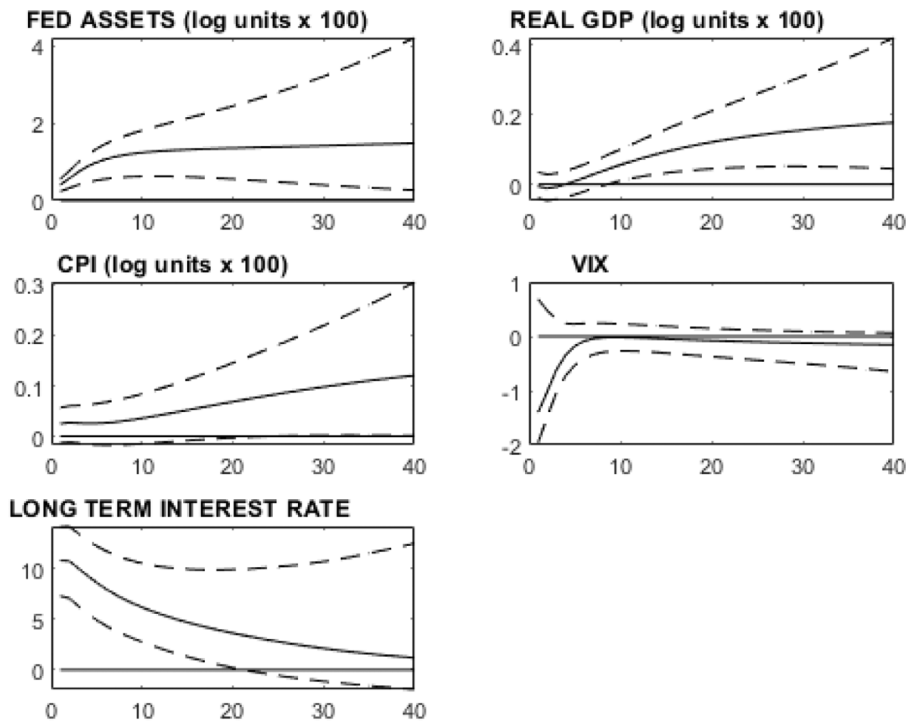 FED ASSETS (log units x 100)
4
2
0
0 10 20 30 40
REAL GDP (log units x 100)
0.4
0.2
0
0 10 20 30 40
CPI (log units x 100)
0.3
0.2
0.1
0
0 10 20 30 40
VIX
1
0
-1
-2
0 10 20 30 40
LONG TERM INTEREST RATE
10
5
0
0 10 20 30 40